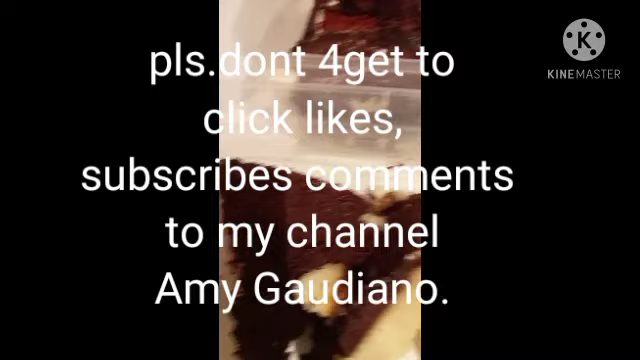 pls.dont 4get to
click likes,
subscribes comments
to my channel
Amy Gaudiano.
K
KINEMASTER